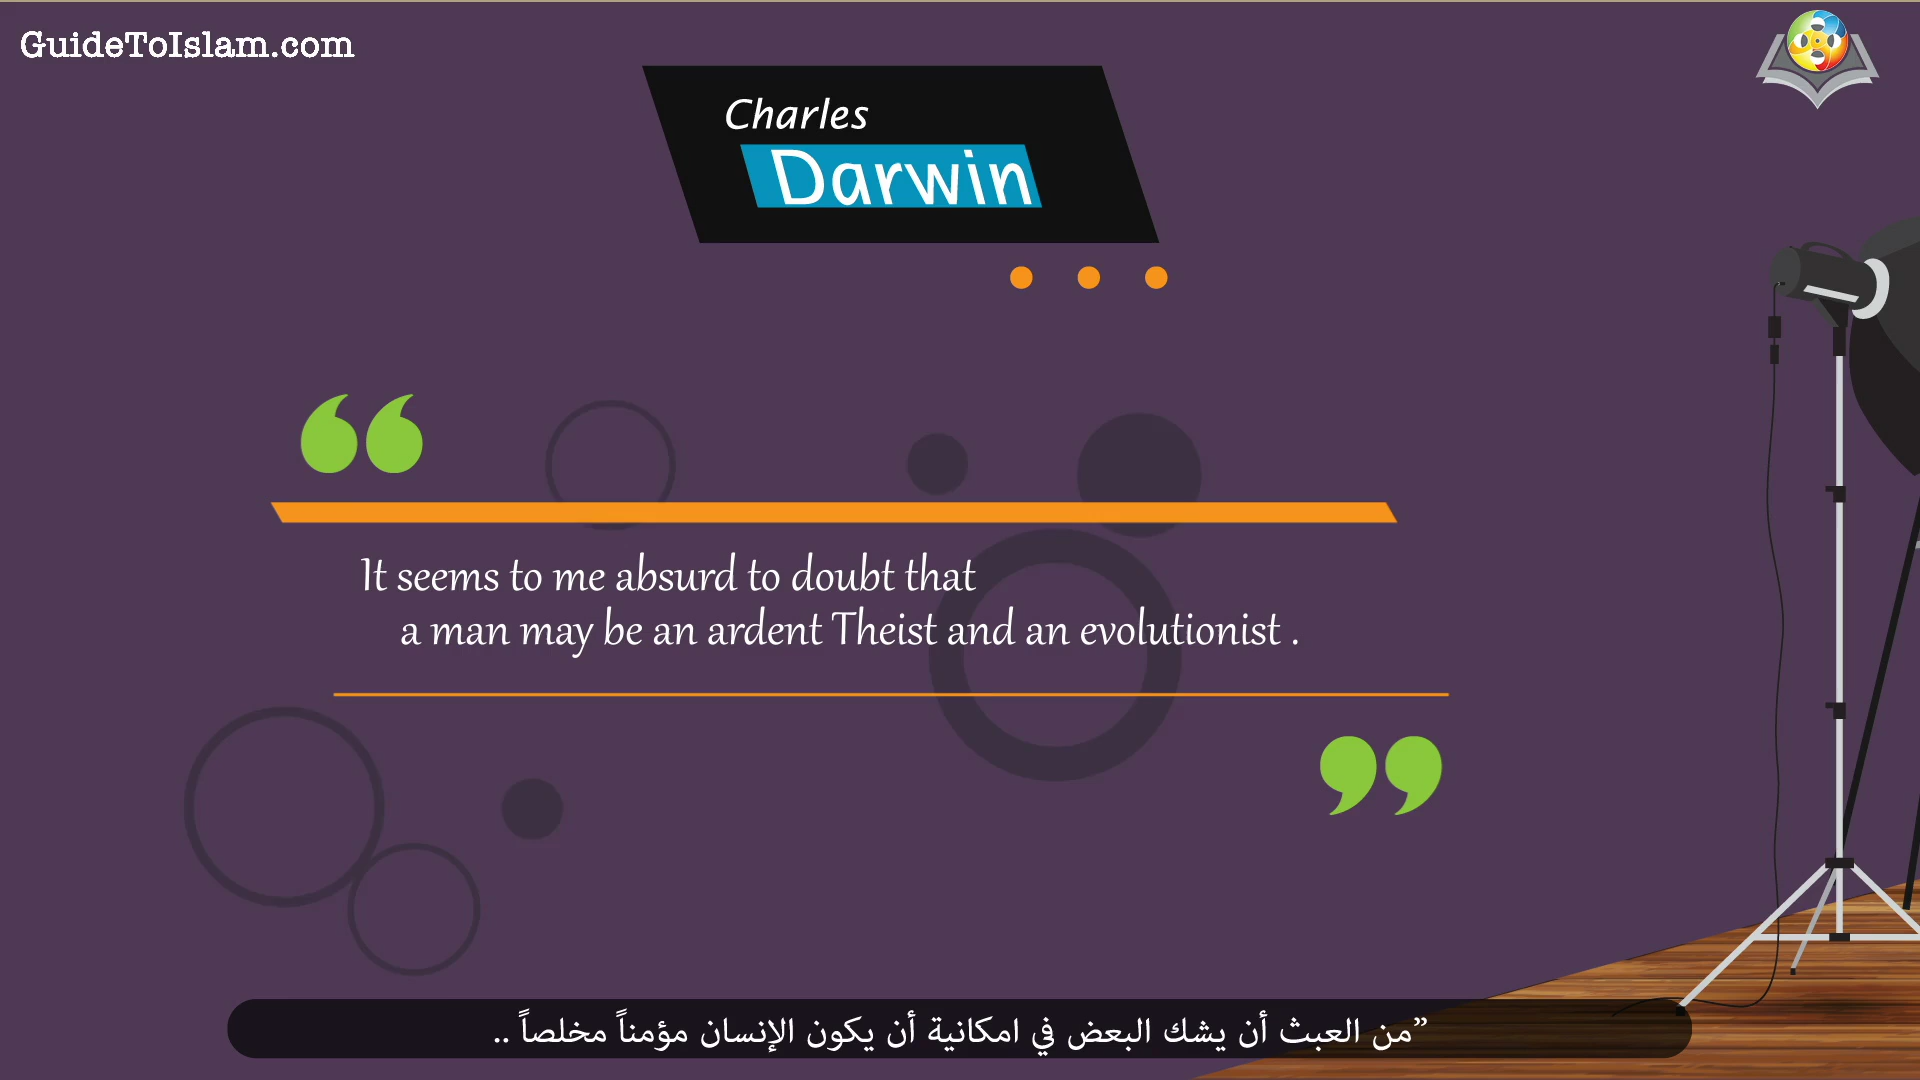 GuideToIslam.com
Charles
Darwin
It seems to me absurd to doubt that
a man may be an ardent Theist and an evolutionist .
”من العبث أن يشك البعض في امكانية أن يكون الإنسان مؤمناً مخلصاً ..